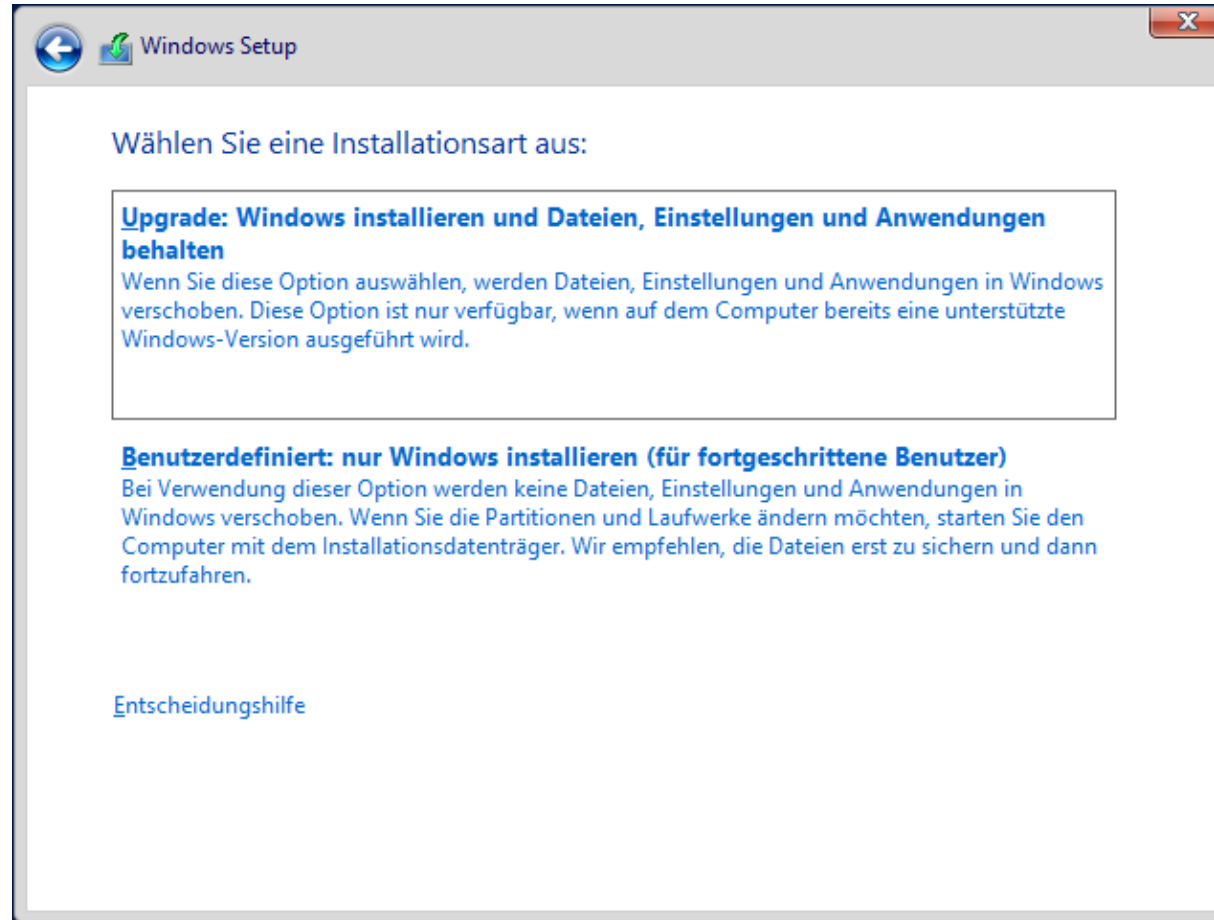 Windows Setup
Wählen Sie eine Installationsart aus:
Upgrade: Windows installieren und Dateien, Einstellungen und Anwendungen
behalten
Wenn Sie diese Option auswählen, werden Dateien, Einstellungen und Anwendungen in Windows
verschoben. Diese Option ist nur verfügbar, wenn auf dem Computer bereits eine unterstützte
Windows-Version ausgeführt wird.
Benutzerdefiniert: nur Windows installieren (für fortgeschrittene Benutzer)
Bei Verwendung dieser Option werden keine Dateien, Einstellungen und Anwendungen in
Windows verschoben. Wenn Sie die Partitionen und Laufwerke ändern möchten, starten Sie den
Computer mit dem Installationsdatenträger. Wir empfehlen, die Dateien erst zu sichern und dann
fortzufahren.
Entscheidungshilfe